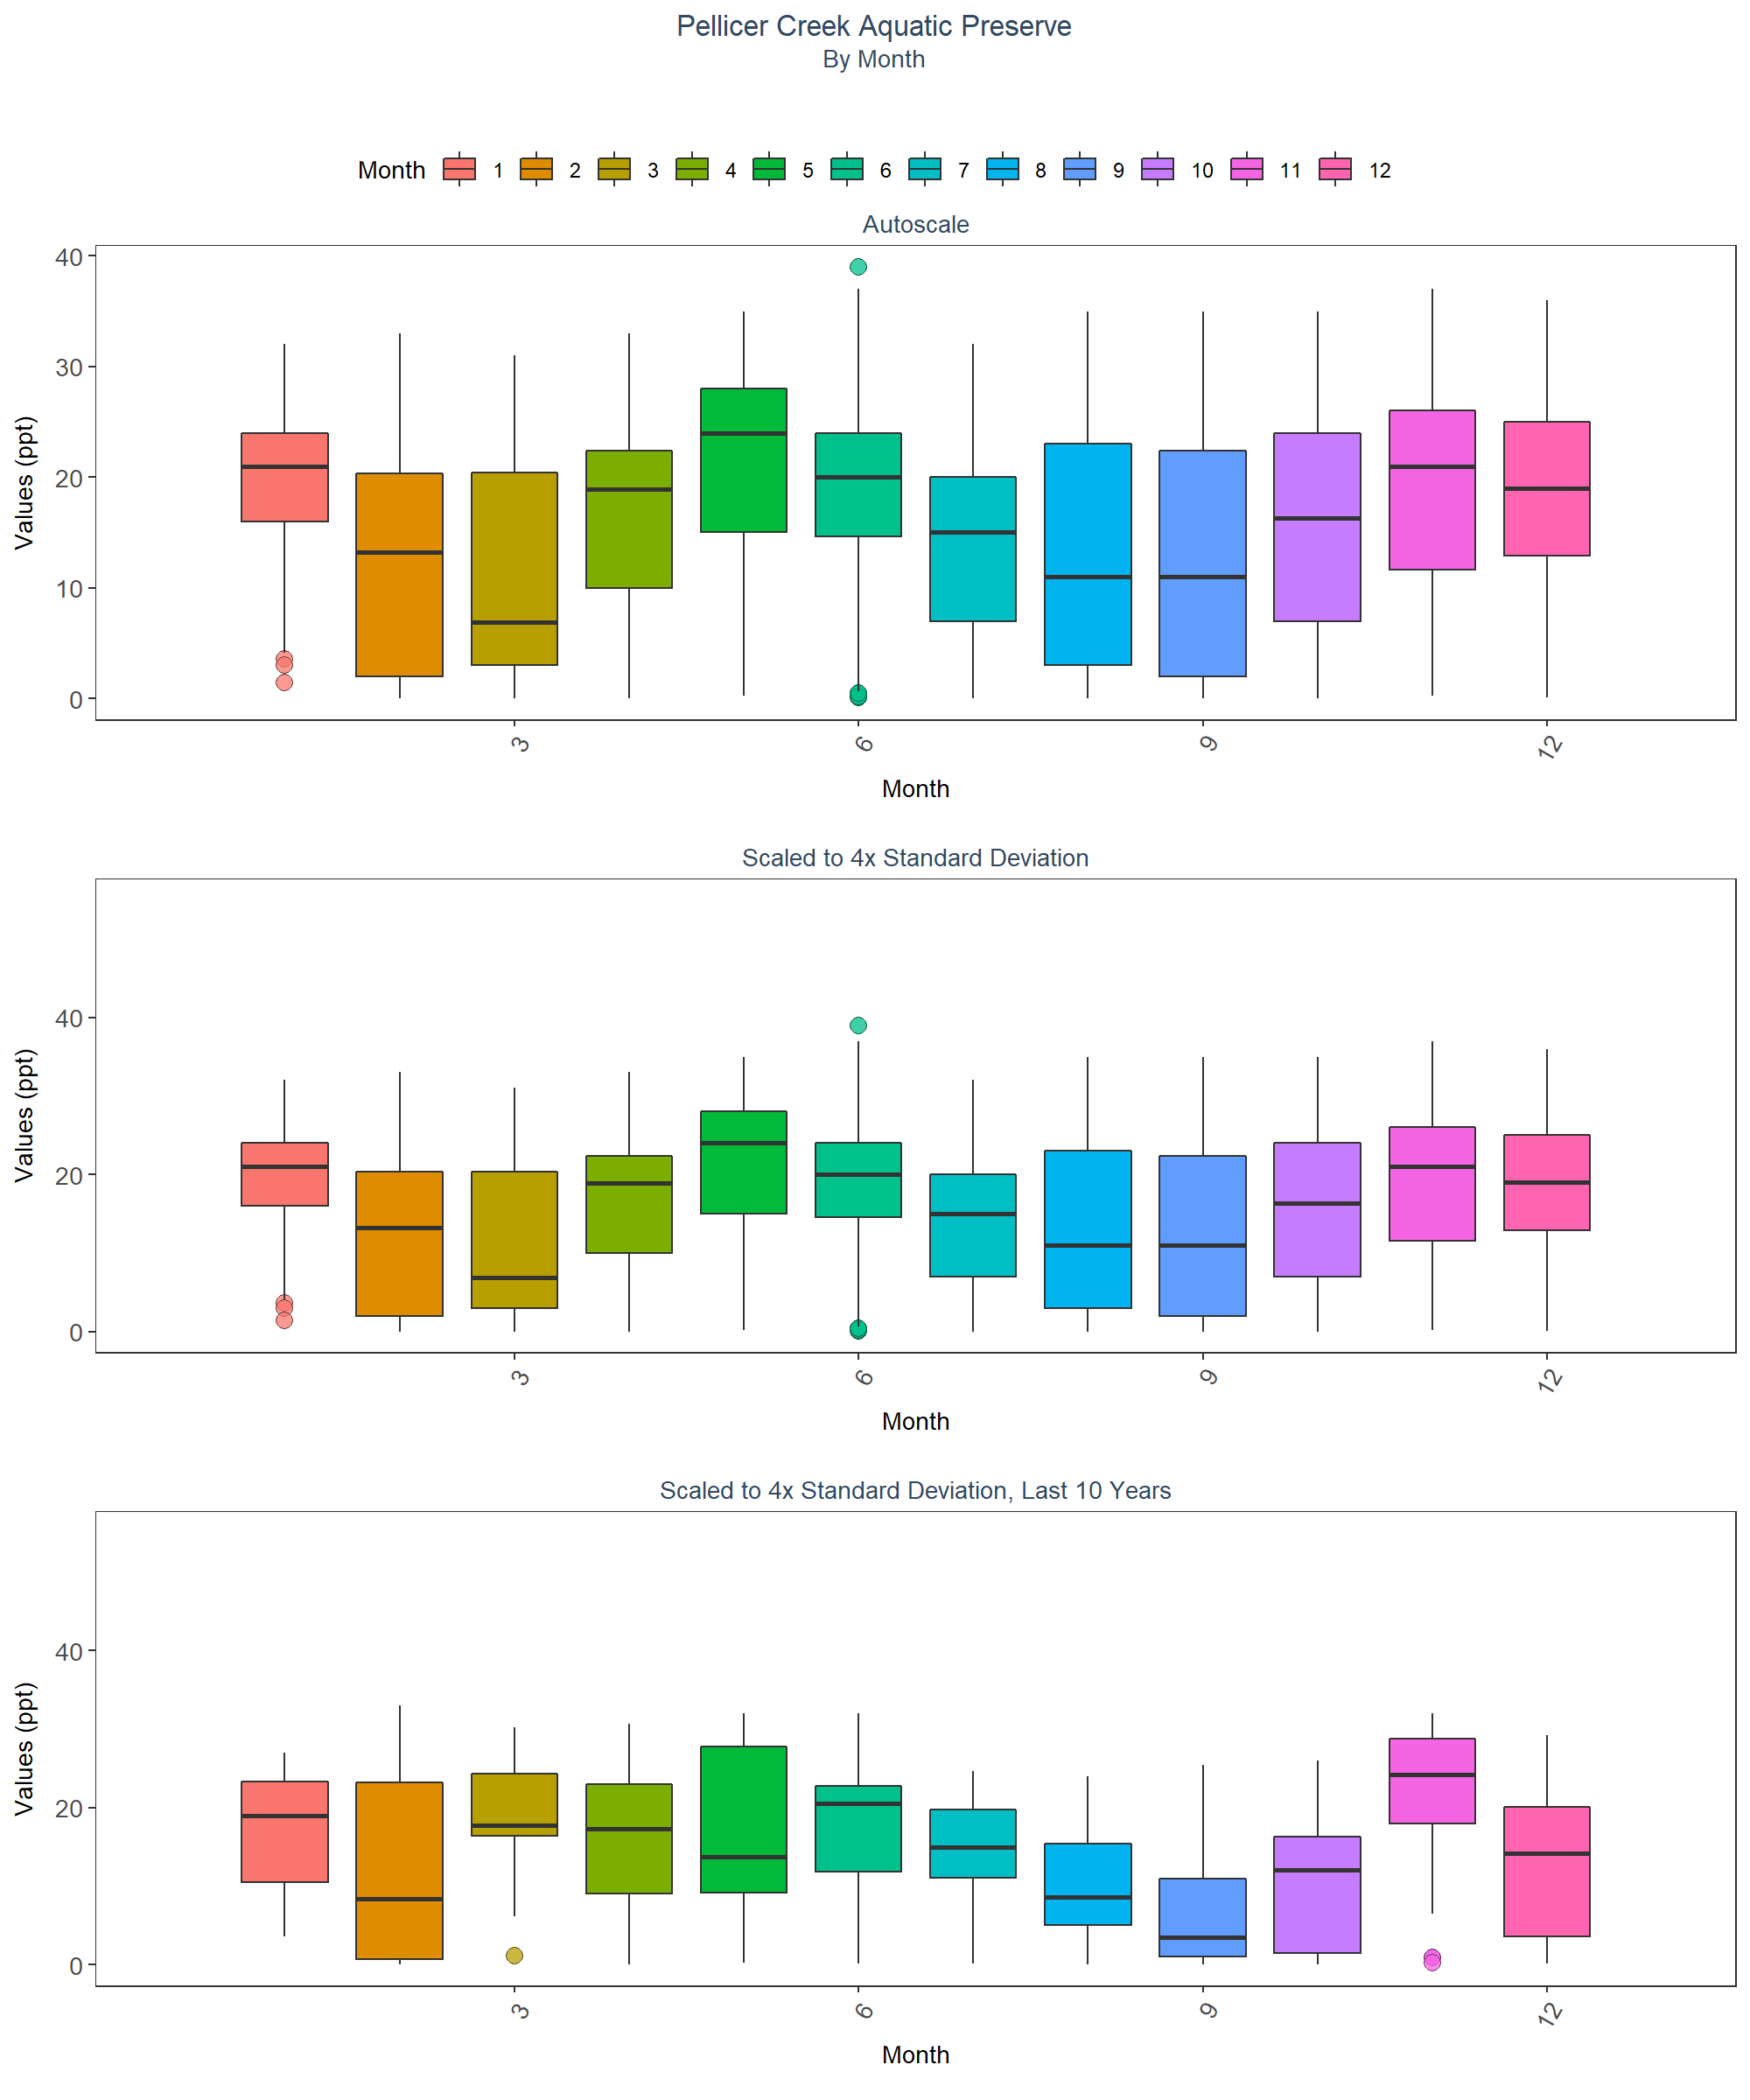 Pellicer Creek Aquatic Preserve
By Month
Month 1 2 3 4 5 6 7 8 9 10 11 12
Autoscale
Values (ppt)
40
30
20
10
0
3 6 9 12
Month
Scaled to 4x Standard Deviation
Values (ppt)
40
20
0
3 6 9 12
Month
Scaled to 4x Standard Deviation, Last 10 Years
Values (ppt)
40
20
0
3 6 9 12
Month